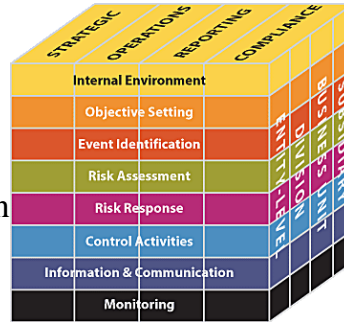 STRATEGIC
OPERATIONS
REPORTING
COMPLIANCE
Internal Environment
Objective Setting
Event Identification
Risk Assessment
Risk Response
Control Activities
Information & Communication
Monitoring
ENTITY-LEVEL
DIVISION
BUSINESS UNIT
SUBSIDIARY